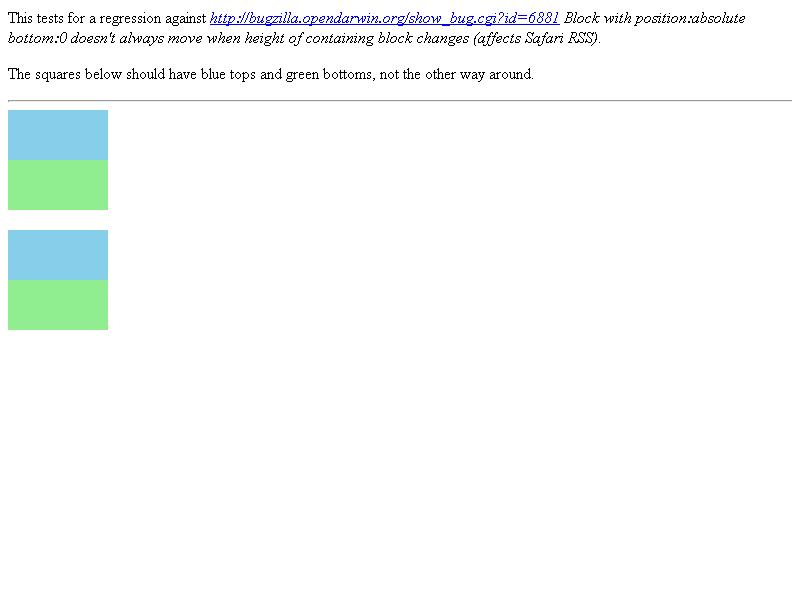 This tests for a regression against http://bugzilla.opendarwin.org/show_bug.cgi?id=6881 Block with position:absolute
bottom:0 doesn't always move when height of containing block changes (affects Safari RSS).
The squares below should have blue tops and green bottoms, not the other way around.